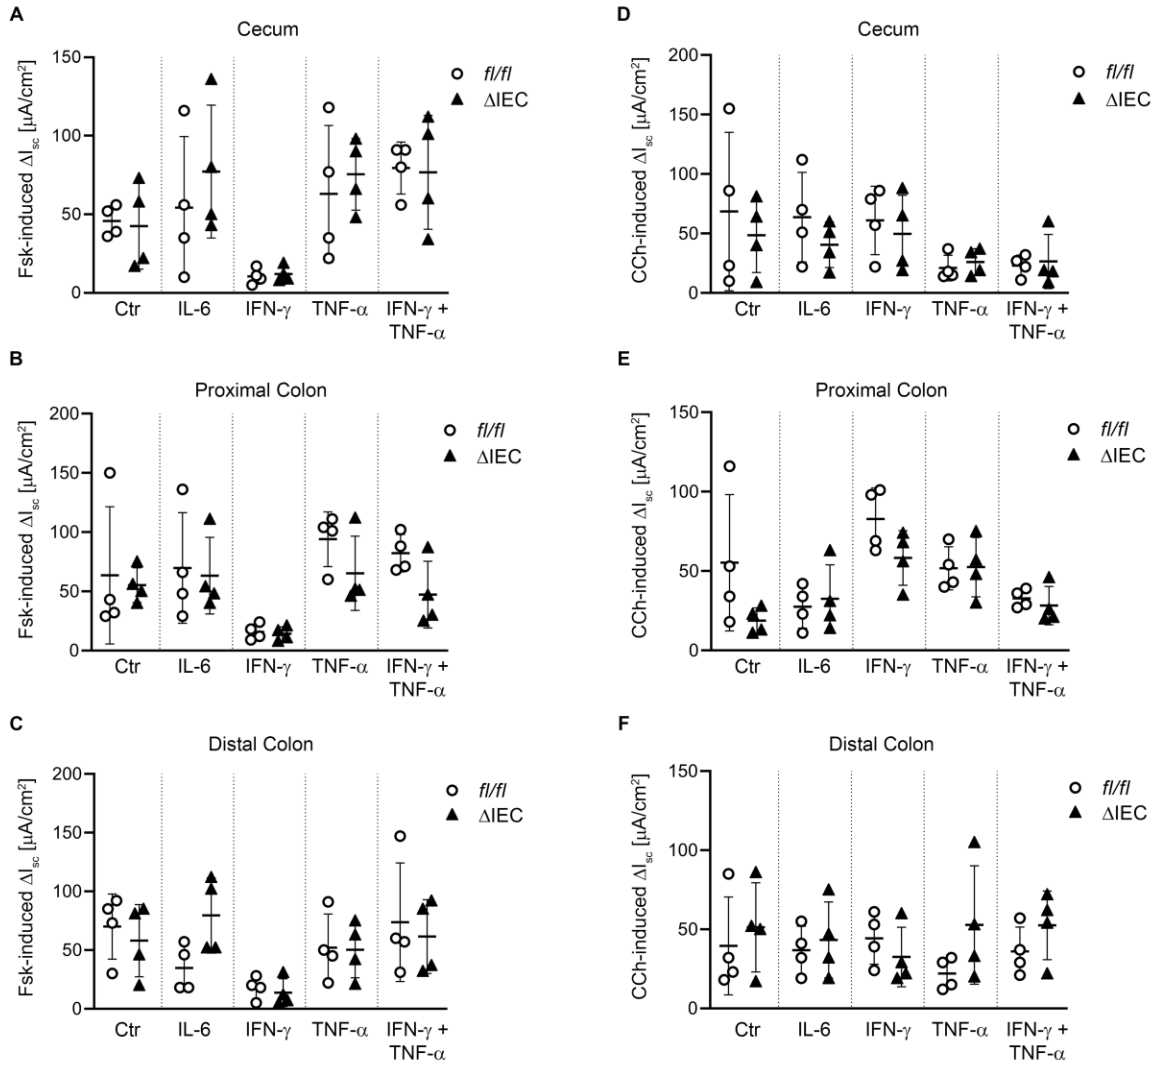 A
Cecum
Fsk-induced ΔIsc [µA/cm²]
150
100
50
0
fl/fl
ΔIEC
Ctr
IL-6
IFN-γ
TNF-α
IFN-γ +
TNF-α
B
Proximal Colon
Fsk-induced ΔIsc [µA/cm²]
200
150
100
50
0
fl/fl
ΔIEC
Ctr
IL-6
IFN-γ
TNF-α
IFN-γ +
TNF-α
C
Distal Colon
Fsk-induced ΔIsc [µA/cm²]
200
150
100
50
0
fl/fl
ΔIEC
Ctr
IL-6
IFN-γ
TNF-α
IFN-γ +
TNF-α
D
Cecum
CCh-induced ΔIsc [µA/cm²]
200
150
100
50
0
fl/fl
ΔIEC
Ctr
IL-6
IFN-γ
TNF-α
IFN-γ +
TNF-α
E
Proximal Colon
CCh-induced ΔIsc [µA/cm²]
150
100
50
0
fl/fl
ΔIEC
Ctr
IL-6
IFN-γ
TNF-α
IFN-γ +
TNF-α
F
Distal Colon
CCh-induced ΔIsc [µA/cm²]
150
100
50
0
fl/fl
ΔIEC
Ctr
IL-6
IFN-γ
TNF-α
IFN-γ +
TNF-α